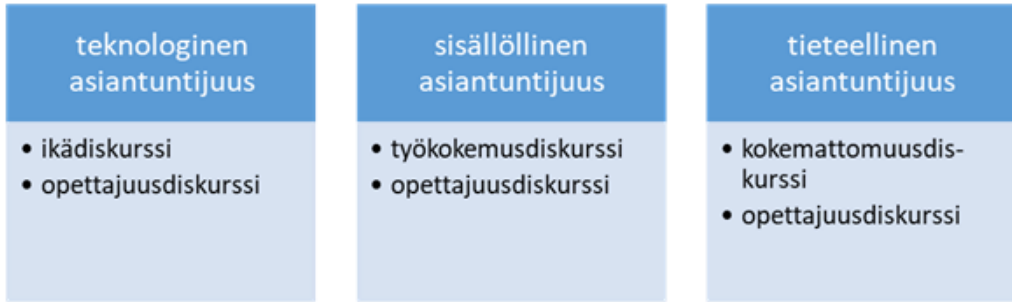 teknologinen
asiantuntijuus
• ikädiskurssi
• opettajuusdiskurssi
sisällöllinen
asiantuntijuus
• työkokemusdiskurssi
• opettajuusdiskurssi
tieteellinen
asiantuntijuus
• kokemattomuusdis-
kurssi
• opettajuusdiskurssi